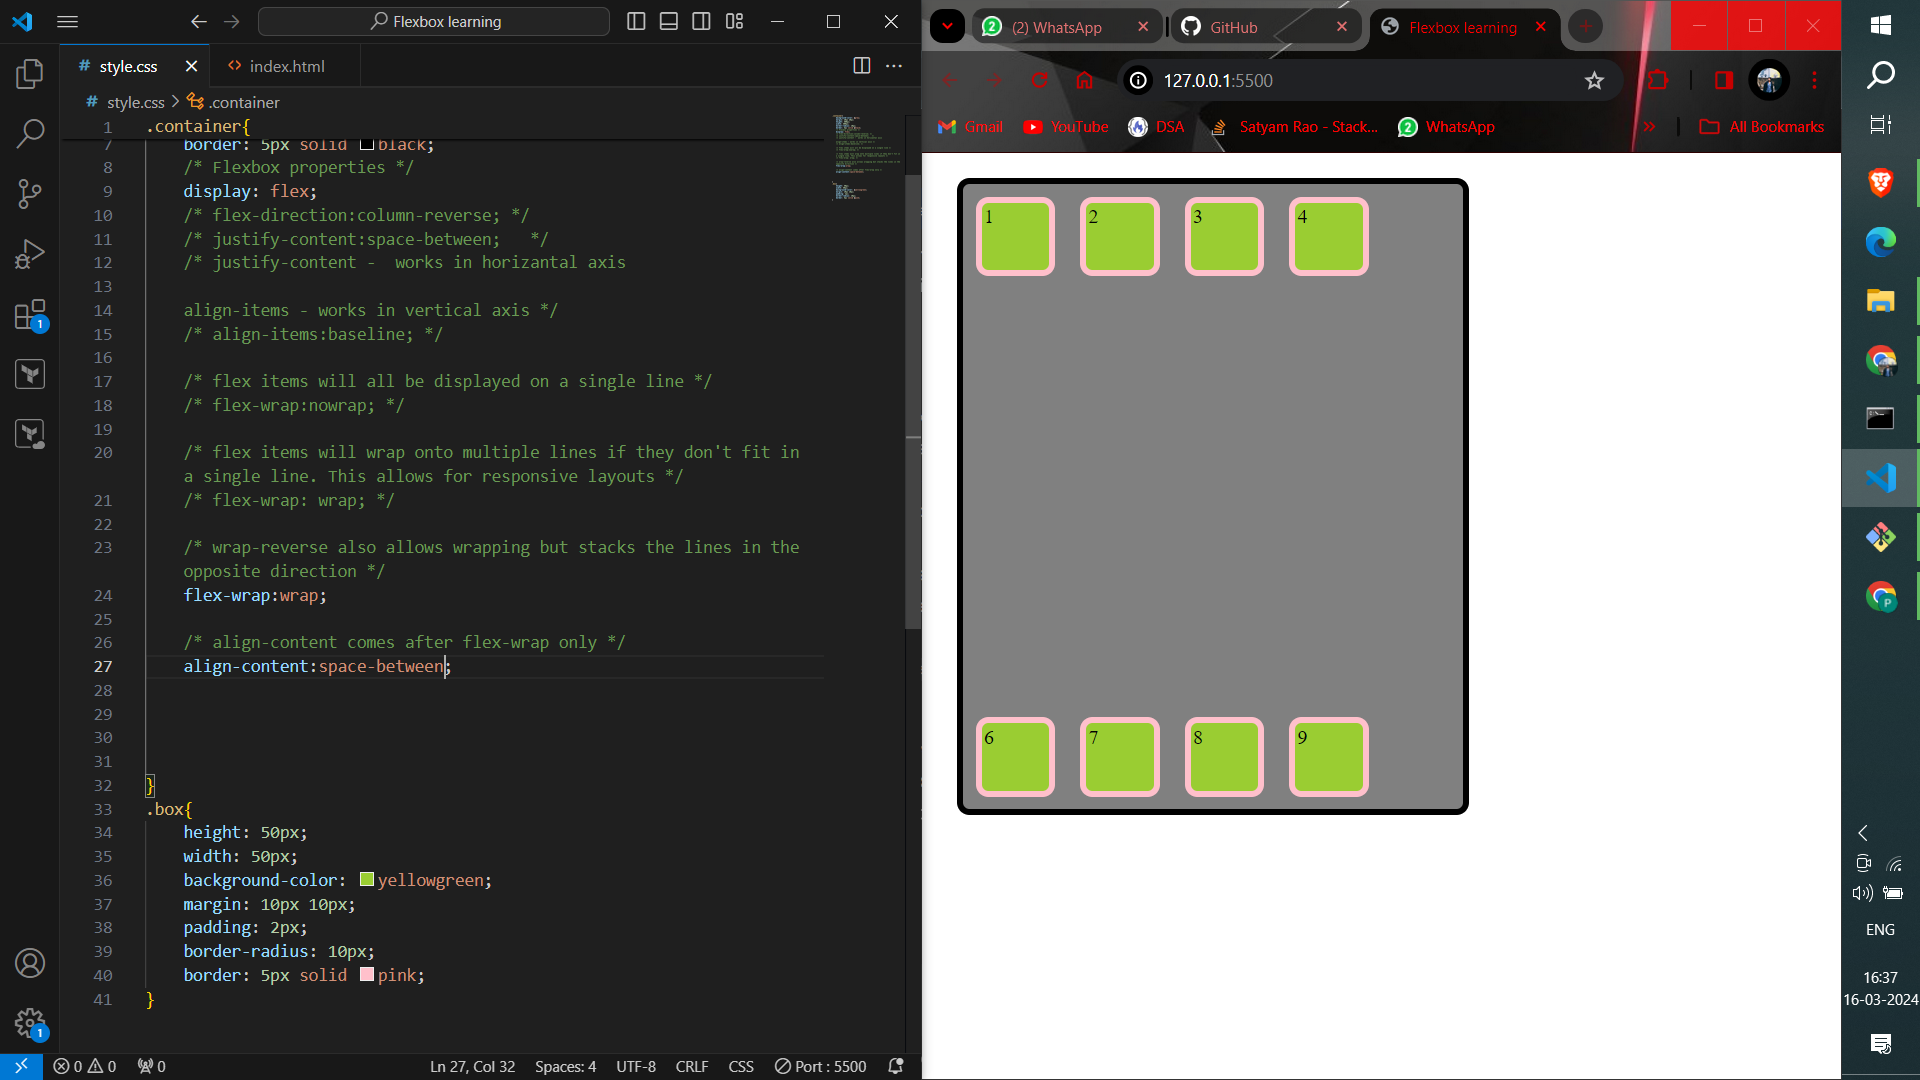 Flexbox learning
# style.css
<> index.html
# style.css > .container
1 .container{
7 border: 5px solid black;
8 /* Flexbox properties */
9 display: flex;
10 /* flex-direction:column-reverse; */
11 /* justify-content:space-between;   */
12 /* justify-content -  works in horizantal axis
13
14 align-items - works in vertical axis */
15 /* align-items:baseline; */
16
17 /* flex items will all be displayed on a single line */
18 /* flex-wrap:nowrap; */
19
20 /* flex items will wrap onto multiple lines if they don't fit in
a single line. This allows for responsive layouts */
21 /* flex-wrap: wrap; */
22
23 /* wrap-reverse also allows wrapping but stacks the lines in the
opposite direction */
24 flex-wrap:wrap;
25
26 /* align-content comes after flex-wrap only */
27 align-content:space-between;
28
29
30
31
32 }
33 .box{
34 height: 50px;
35 width: 50px;
36 background-color: yellowgreen;
37 margin: 10px 10px;
38 padding: 2px;
39 border-radius: 10px;
40 border: 5px solid pink;
41 }
1
1
0 0 0 Ln 27, Col 32 Spaces: 4 UTF-8 CRLF CSS Port : 5500
2 (2) WhatsApp
GitHub
Flexbox learning
127.0.0.1:5500
Gmail YouTube DSA Satyam Rao - Stack... 2 WhatsApp » All Bookmarks
1 2 3 4
6 7 8 9
P
ENG
16:37
16-03-2024